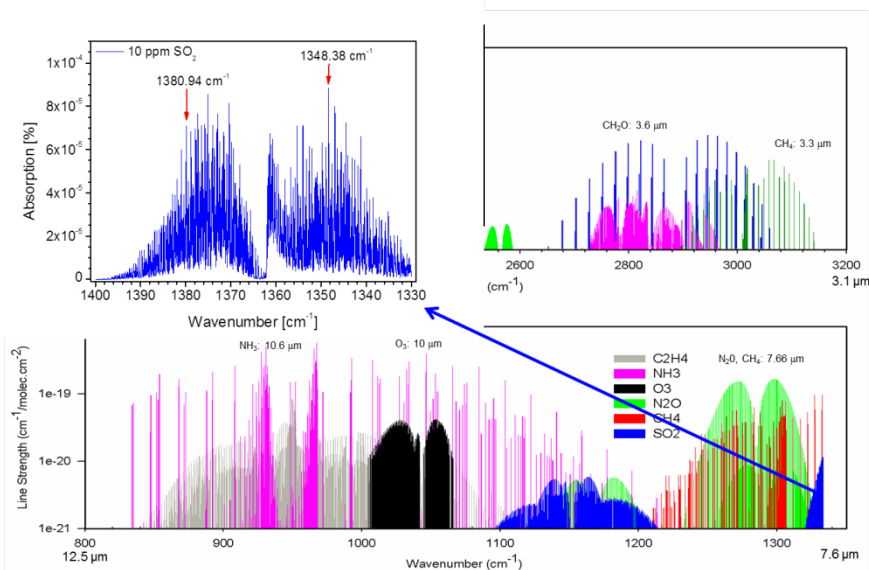 10 ppm SO2
1380.94 cm-1
1348.38 cm-1
1x10-4
8x10-5
6x10-5
4x10-5
2x10-5
0
Absorption [%]
1400 1390 1380 1370 1360 1350 1340 1330
Wavenumber [cm-1]
CH2O: 3.6 µm
CH4: 3.3 µm
2600 2800 3000 3200
(cm-1)
3.1 µm
NH3: 10.6 µm
O3: 10 µm
N20, CH4: 7.66 µm
C2H4
NH3
O3
N2O
CH4
SO2
Line Strength (cm-1/molec.cm-2)
1e-19
1e-20
1e-21
800 900 1000 1100 1200 1300
12.5 µm
Wavenumber (cm-1)
7.6 µm